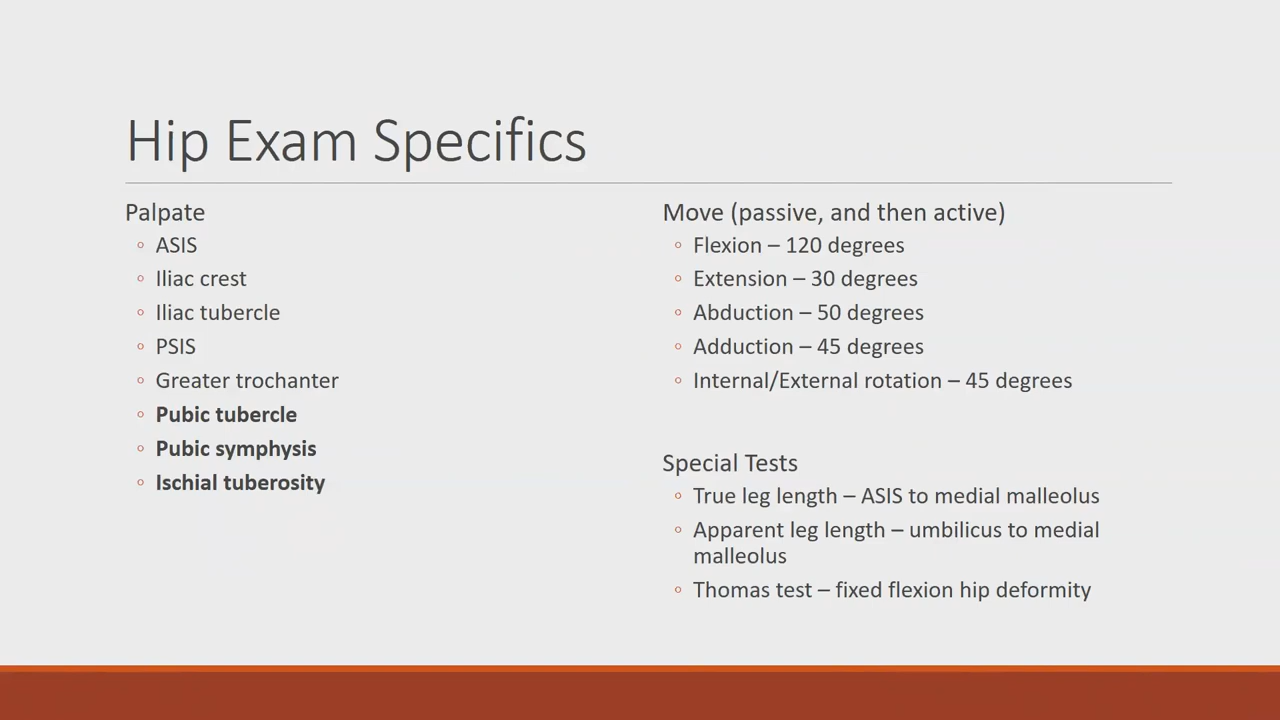 Hip Exam Specifics
Palpate
◦ ASIS
◦ Iliac crest
◦ Iliac tubercle
◦ PSIS
◦ Greater trochanter
◦ Pubic tubercle
◦ Pubic symphysis
◦ Ischial tuberosity
Move (passive, and then active)
◦ Flexion – 120 degrees
◦ Extension – 30 degrees
◦ Abduction – 50 degrees
◦ Adduction – 45 degrees
◦ Internal/External rotation – 45 degrees
Special Tests
◦ True leg length – ASIS to medial malleolus
◦ Apparent leg length – umbilicus to medial
malleolus
◦ Thomas test – fixed flexion hip deformity